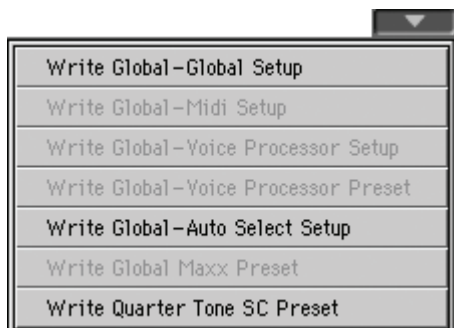 Write Global-Global Setup
Write Global-Midi Setup
Write Global-Voice Processor Setup
Write Global-Voice Processor Preset
Write Global-Auto Select Setup
Write Global Maxx Preset
Write Quarter Tone SC Preset